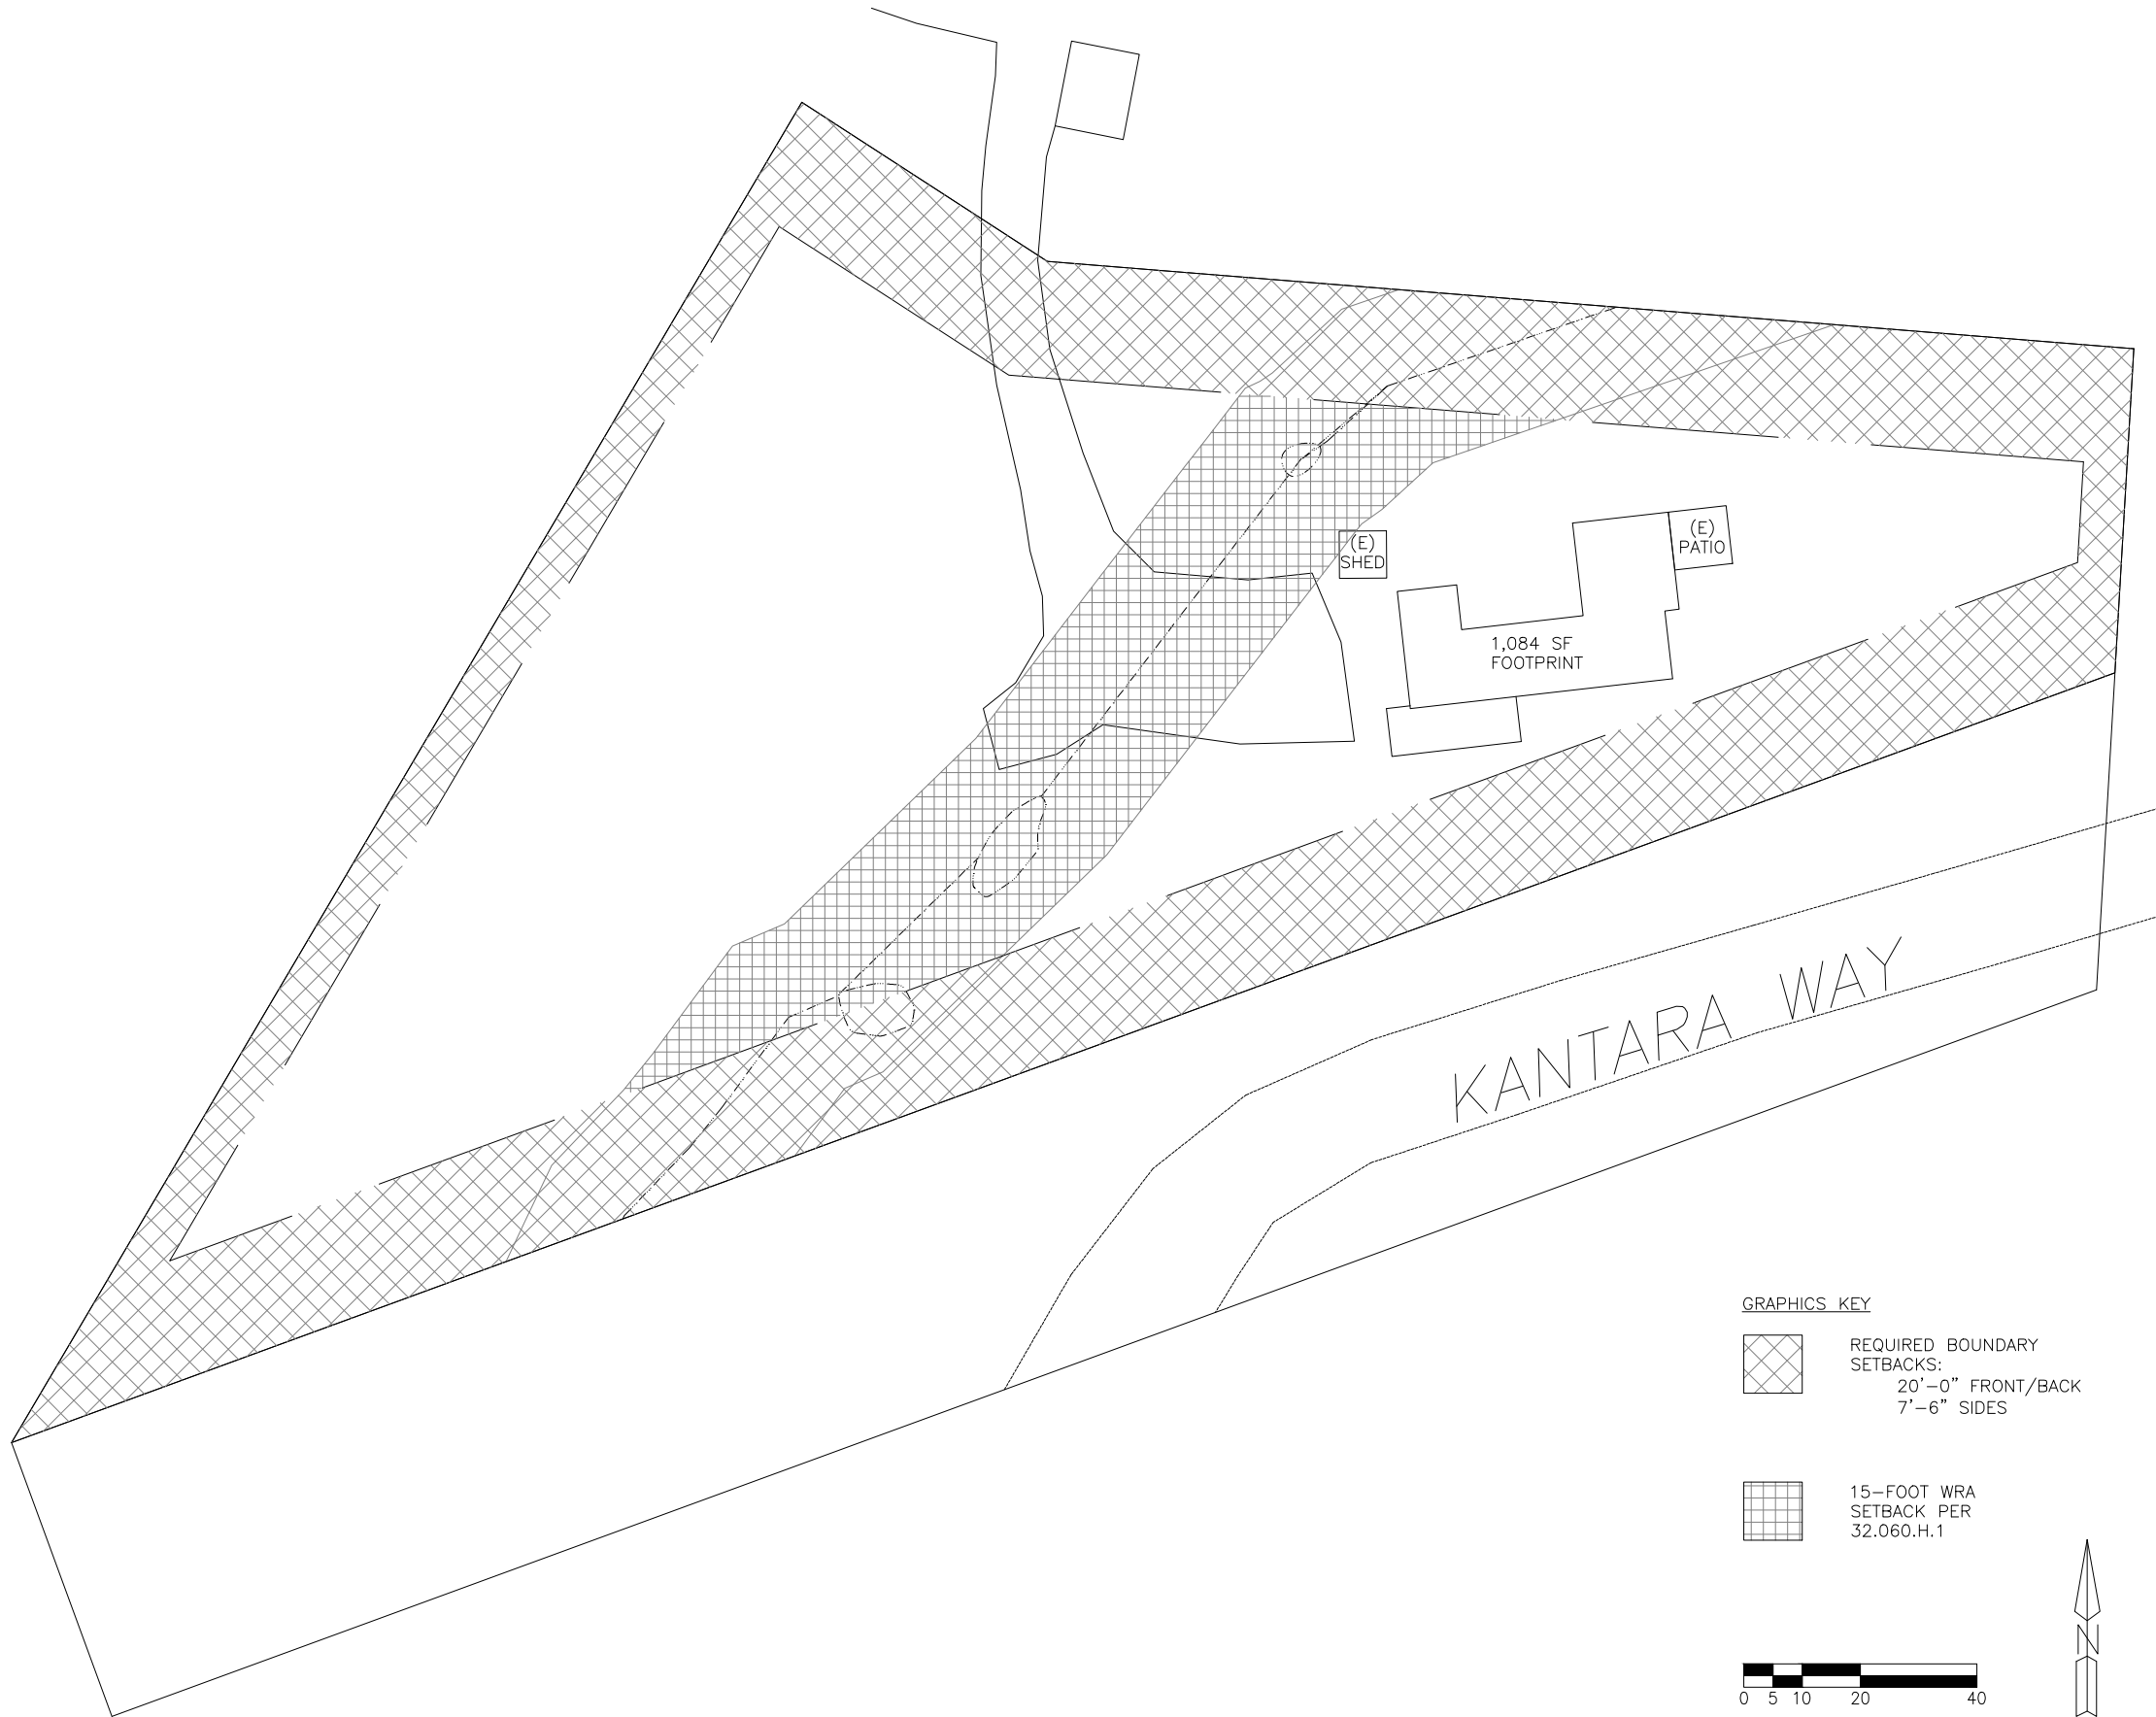 (E)
SHED
(E)
PATIO
1,084 SF
FOOTPRINT
KANTARA WAY
GRAPHICS KEY
REQUIRED BOUNDARY
SETBACKS:
20'-0" FRONT/BACK
7'-6" SIDES
15-FOOT WRA
SETBACK PER
32.060.H.1
N
0 5 10 20 40